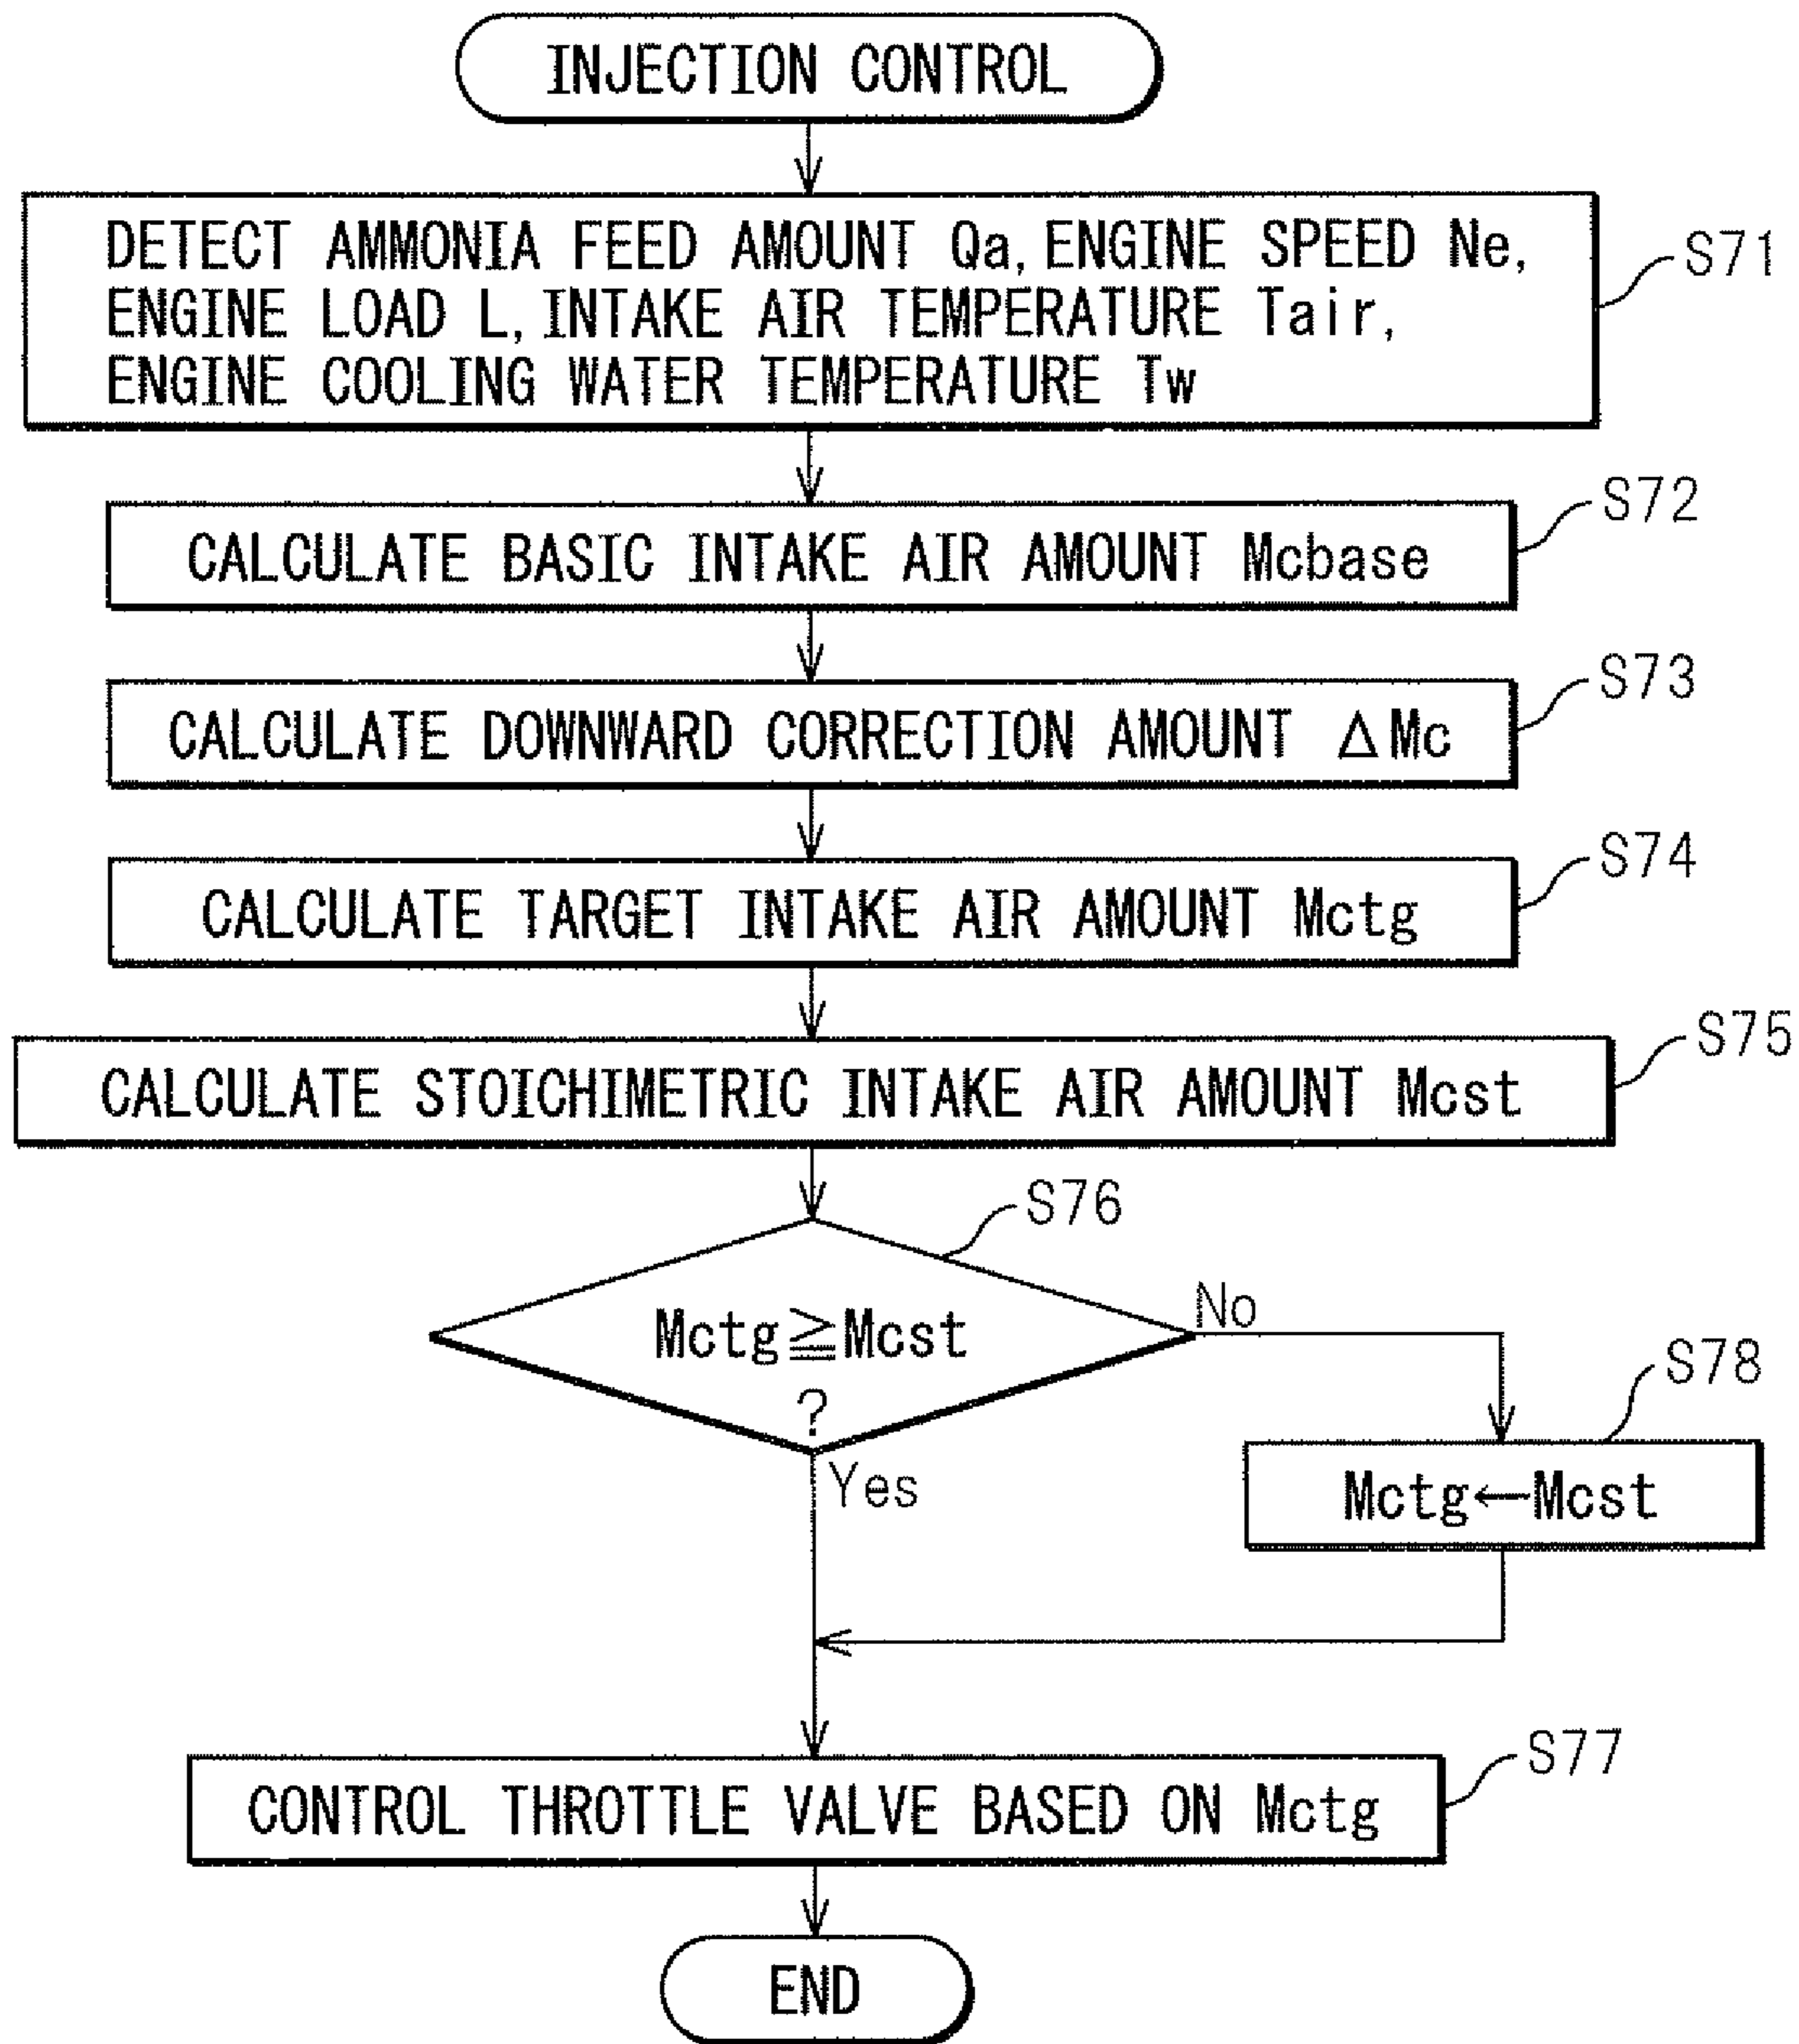 INJECTION CONTROL
DETECT AMMONIA FEED AMOUNT Qa, ENGINE SPEED Ne,
ENGINE LOAD L, INTAKE AIR TEMPERATURE Tair,
ENGINE COOLING WATER TEMPERATURE Tw
S71
CALCULATE BASIC INTAKE AIR AMOUNT Mcbase
S72
CALCULATE DOWNWARD CORRECTION AMOUNT ΔMc
S73
CALCULATE TARGET INTAKE AIR AMOUNT Mctg
S74
CALCULATE STOICHIMETRIC INTAKE AIR AMOUNT Mcst
S75
S76
Mctg≧Mcst
?
No
Yes
S78
Mctg←Mcst
CONTROL THROTTLE VALVE BASED ON Mctg
S77
END